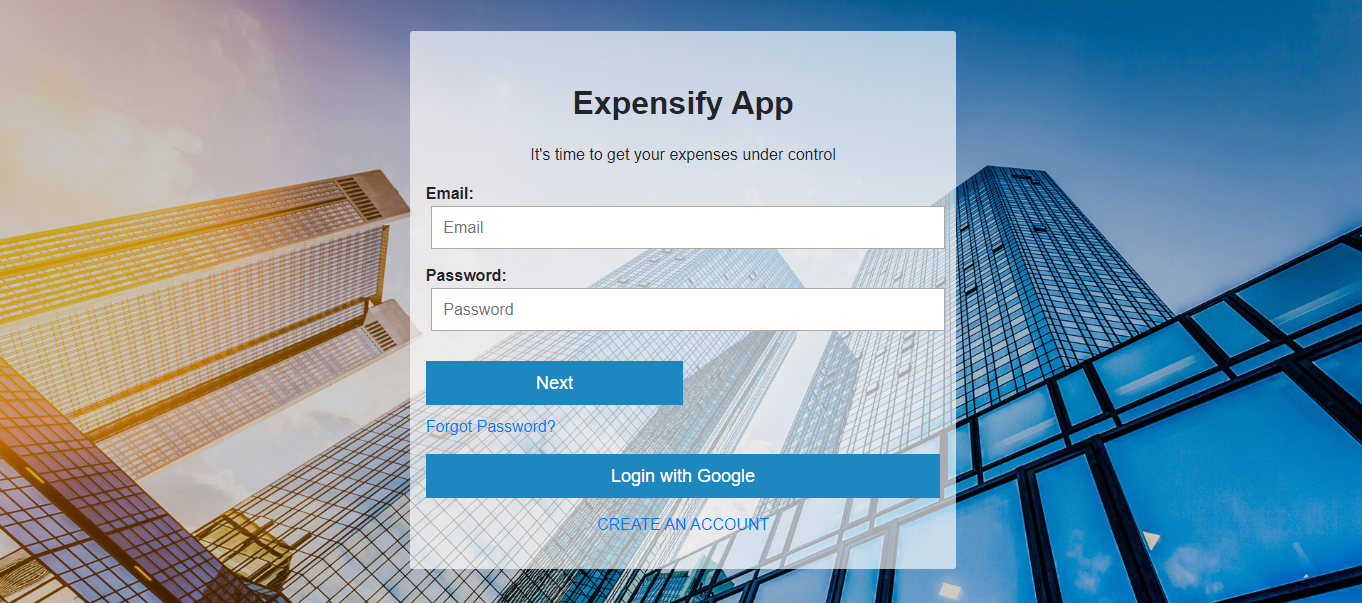 Expensify App
It's time to get your expenses under control
Email:
Email
Password:
Password
Next
Forgot Password?
Login with Google
CREATE AN ACCOUNT